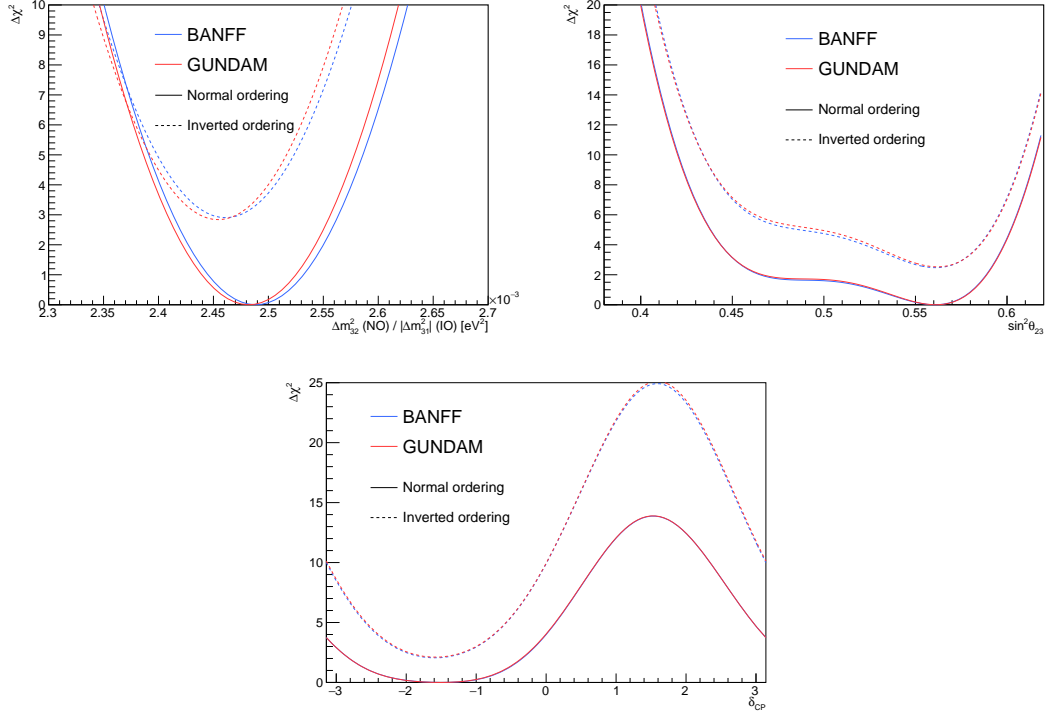 Δχ²
10
9
8
7
6
5
4
3
2
1
0
BANFF
GUNDAM
Normal ordering
Inverted ordering
2.3 2.35 2.4 2.45 2.5 2.55 2.6 2.65 2.7
×10⁻³
Δm²₃₂ (NO) / |Δm²₃₁| (IO) [eV²]
Δχ²
20
18
16
14
12
10
8
6
4
2
0
BANFF
GUNDAM
Normal ordering
Inverted ordering
0.4 0.45 0.5 0.55 0.6
sin²θ₂₃
Δχ²
25
20
15
10
5
0
BANFF
GUNDAM
Normal ordering
Inverted ordering
−3 −2 −1 0 1 2 3
δCP